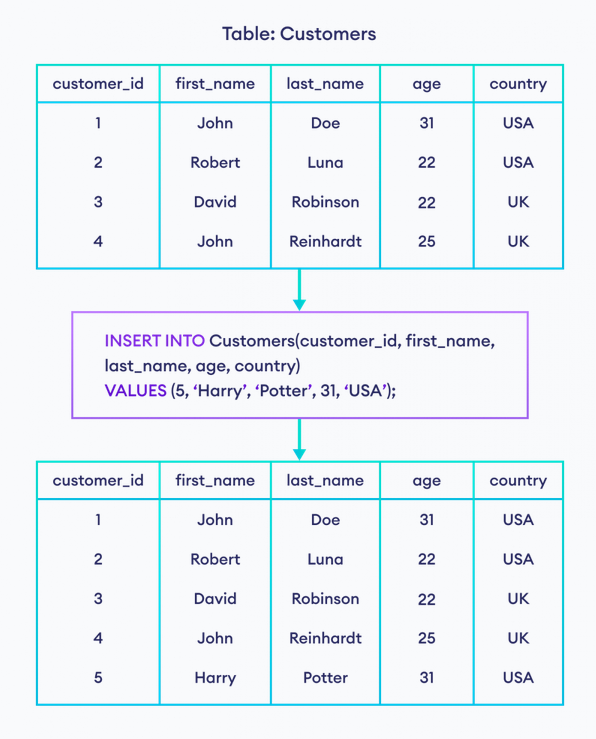 Table: Customers
customer_id first_name last_name age country
1 John Doe 31 USA
2 Robert Luna 22 USA
3 David Robinson 22 UK
4 John Reinhardt 25 UK
INSERT INTO Customers(customer_id, first_name,
last_name, age, country)
VALUES (5, ‘Harry’, ‘Potter’, 31, ‘USA’);
customer_id first_name last_name age country
1 John Doe 31 USA
2 Robert Luna 22 USA
3 David Robinson 22 UK
4 John Reinhardt 25 UK
5 Harry Potter 31 USA